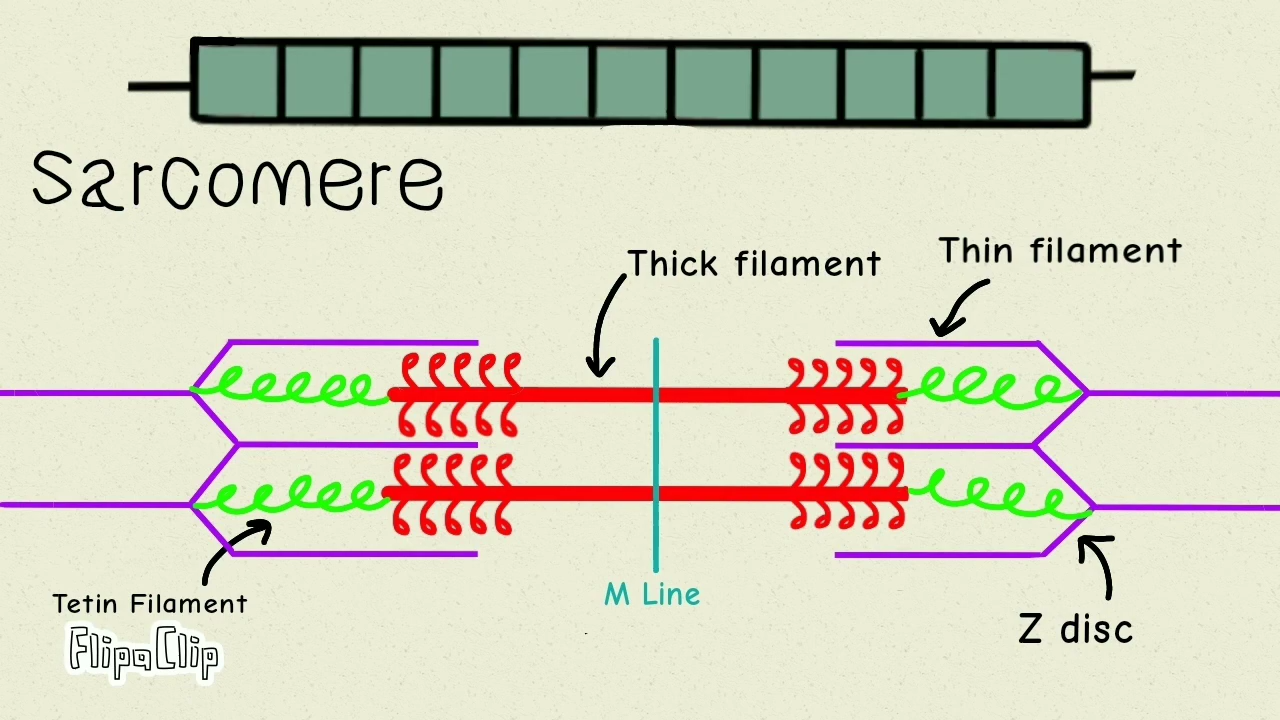 Sarcomere
Thick filament
Thin filament
Tetin Filament
M Line
Z disc
FlipaClip